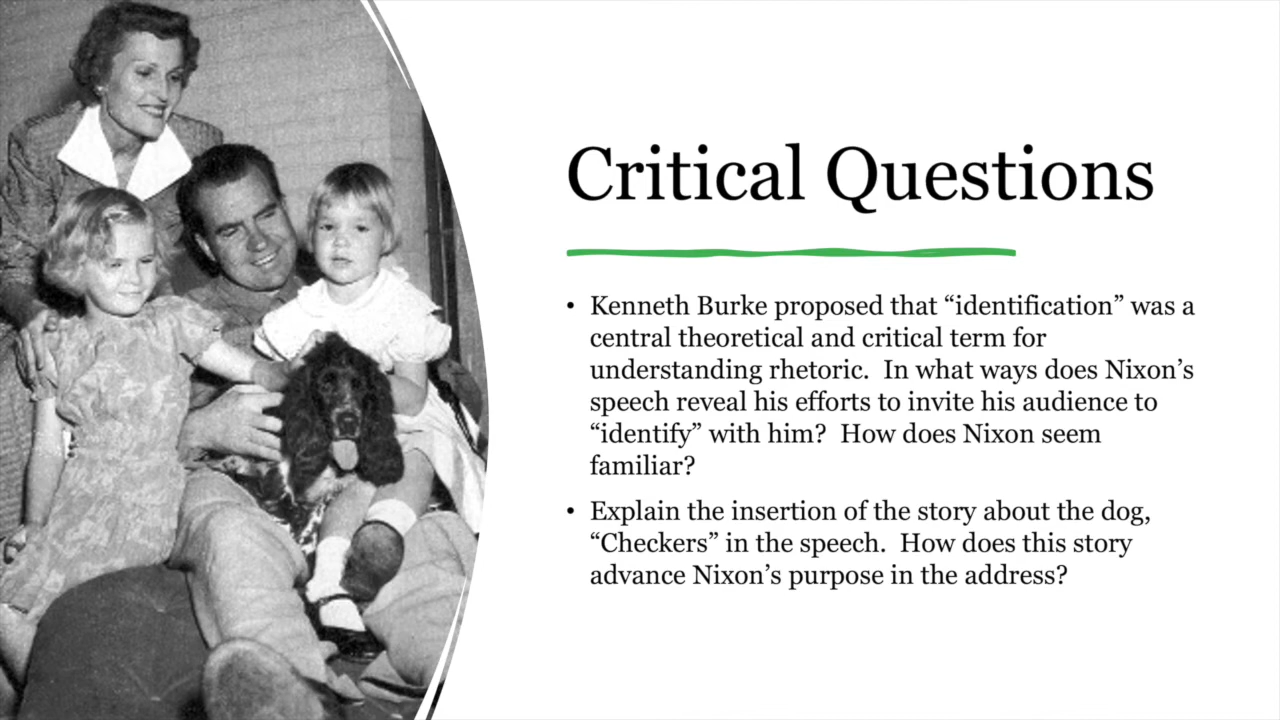 Critical Questions
• Kenneth Burke proposed that “identification” was a
central theoretical and critical term for
understanding rhetoric.  In what ways does Nixon’s
speech reveal his efforts to invite his audience to
“identify” with him?  How does Nixon seem
familiar?
• Explain the insertion of the story about the dog,
“Checkers” in the speech.  How does this story
advance Nixon’s purpose in the address?